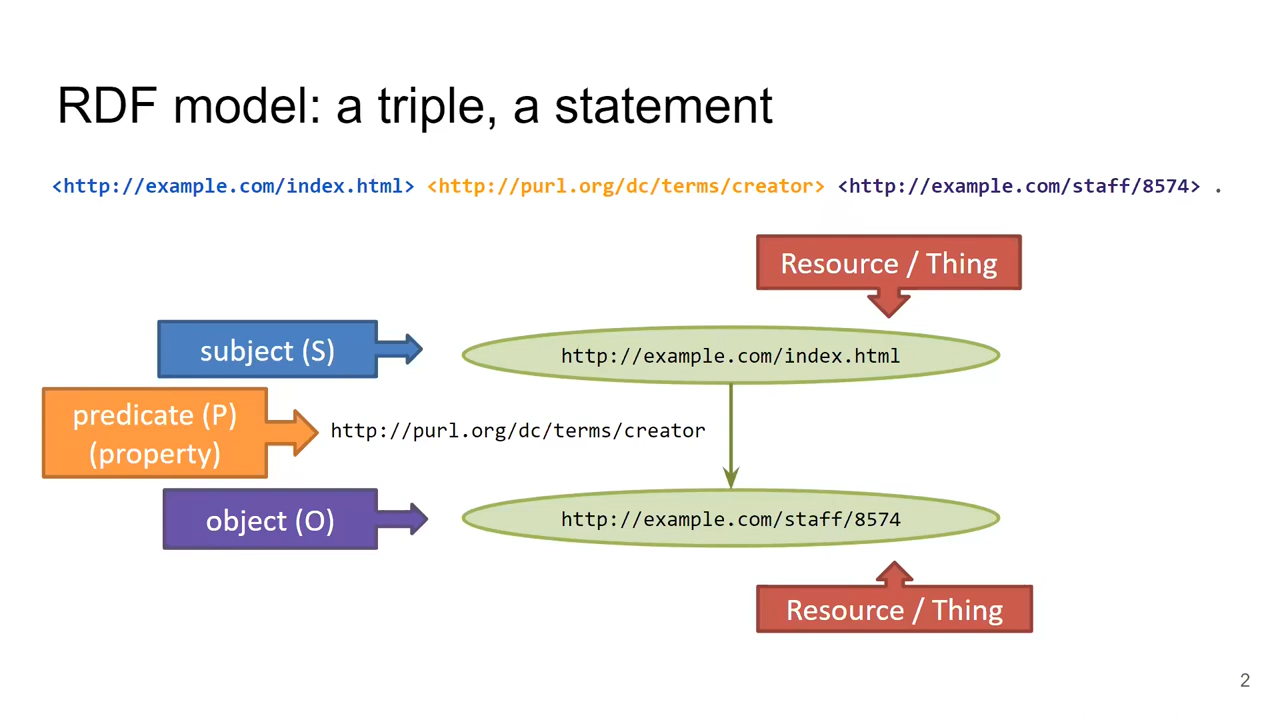 RDF model: a triple, a statement
<http://example.com/index.html> <http://purl.org/dc/terms/creator> <http://example.com/staff/8574> .
Resource / Thing
subject (S)
http://example.com/index.html
predicate (P)
(property)
http://purl.org/dc/terms/creator
object (O)
http://example.com/staff/8574
Resource / Thing
2